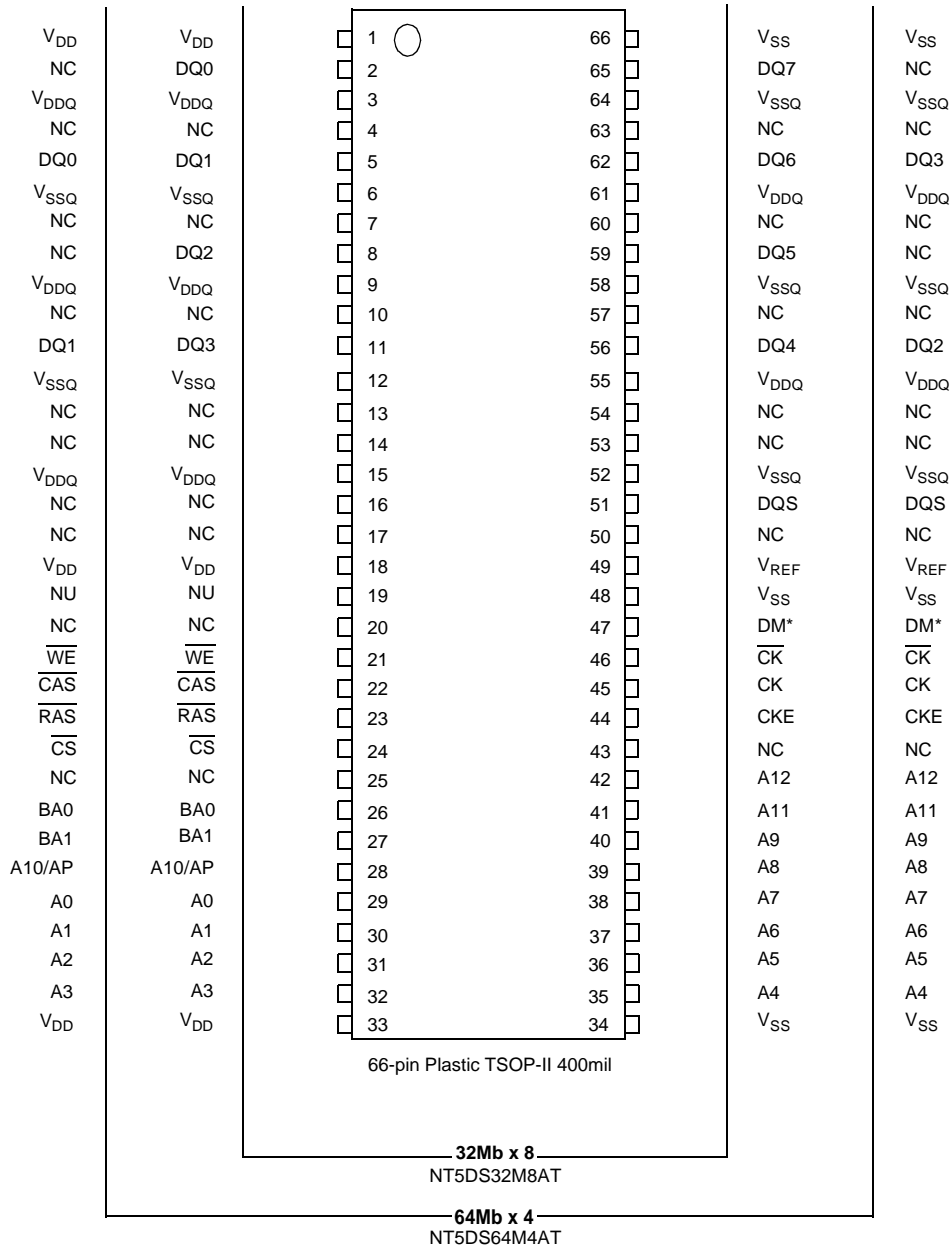 VDD VDD 1 66 VSS VSS
NC DQ0 2 65 DQ7 NC
VDDQ VDDQ 3 64 VSSQ VSSQ
NC NC 4 63 NC NC
DQ0 DQ1 5 62 DQ6 DQ3
VSSQ VSSQ 6 61 VDDQ VDDQ
NC NC 7 60 NC NC
NC DQ2 8 59 DQ5 NC
VDDQ VDDQ 9 58 VSSQ VSSQ
NC NC 10 57 NC NC
DQ1 DQ3 11 56 DQ4 DQ2
VSSQ VSSQ 12 55 VDDQ VDDQ
NC NC 13 54 NC NC
NC NC 14 53 NC NC
VDDQ VDDQ 15 52 VSSQ VSSQ
NC NC 16 51 DQS DQS
NC NC 17 50 NC NC
VDD VDD 18 49 VREF VREF
NU NU 19 48 VSS VSS
NC NC 20 47 DM* DM*
W̅E̅ W̅E̅ 21 46 C̅K̅ C̅K̅
C̅A̅S̅ C̅A̅S̅ 22 45 CK CK
R̅A̅S̅ R̅A̅S̅ 23 44 CKE CKE
C̅S̅ C̅S̅ 24 43 NC NC
NC NC 25 42 A12 A12
BA0 BA0 26 41 A11 A11
BA1 BA1 27 40 A9 A9
A10/AP A10/AP 28 39 A8 A8
A0 A0 29 38 A7 A7
A1 A1 30 37 A6 A6
A2 A2 31 36 A5 A5
A3 A3 32 35 A4 A4
VDD VDD 33 34 VSS VSS
66-pin Plastic TSOP-II 400mil
32Mb x 8
NT5DS32M8AT
64Mb x 4
NT5DS64M4AT